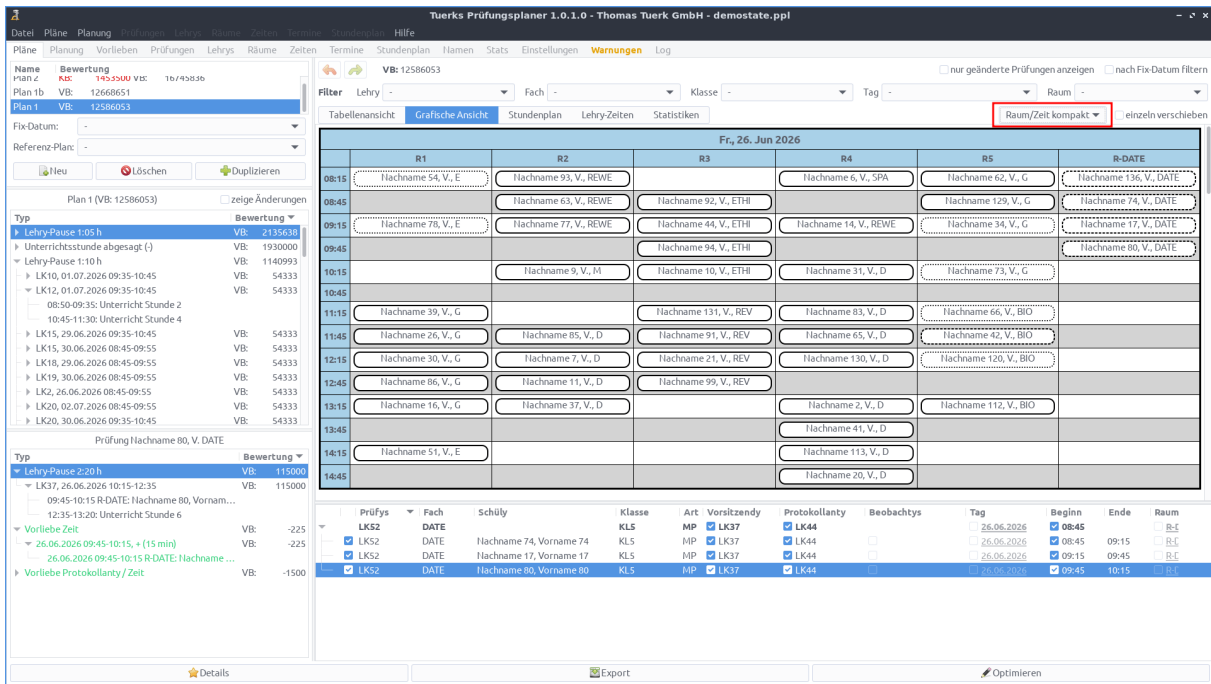 Tuerks Prüfungsplaner 1.0.1.0 - Thomas Tuerk GmbH - demostate.ppl
Datei Pläne Planung Prüfungen Lehrys Räume Zeiten Termine Stundenplan Hilfe
Pläne Planung Vorlieben Prüfungen Lehrys Räume Zeiten Termine Stundenplan Namen Stats Einstellungen Warnungen Log
Name Bewertung
Plan 2 KB: 1453500 VB: 16745836
Plan 1b VB: 12668651
Plan 1 VB: 12586053
Fix-Datum: -
Referenz-Plan: -
Neu Löschen Duplizieren
Plan 1 (VB: 12586053) zeige Änderungen
Typ Bewertung
Lehry-Pause 1:05 h VB: 2135638
Unterrichtsstunde abgesagt (-) VB: 1930000
Lehry-Pause 1:10 h VB: 1140993
LK10, 01.07.2026 09:35-10:45 VB: 54333
LK12, 01.07.2026 09:35-10:45 VB: 54333
08:50-09:35: Unterricht Stunde 2
10:45-11:30: Unterricht Stunde 4
LK15, 29.06.2026 09:35-10:45 VB: 54333
LK15, 30.06.2026 08:45-09:55 VB: 54333
LK18, 29.06.2026 08:45-09:55 VB: 54333
LK19, 30.06.2026 08:45-09:55 VB: 54333
LK2, 26.06.2026 08:45-09:55 VB: 54333
LK20, 02.07.2026 08:45-09:55 VB: 54333
LK20, 30.06.2026 09:35-10:45 VB: 54333
Prüfung Nachname 80, V. DATE
Typ Bewertung
Lehry-Pause 2:20 h VB: 115000
LK37, 26.06.2026 10:15-12:35 VB: 115000
09:45-10:15 R-DATE: Nachname 80, Vornam...
12:35-13:20: Unterricht Stunde 6
Vorliebe Zeit VB: -225
26.06.2026 09:45-10:15, + (15 min) VB: -225
26.06.2026 09:45-10:15 R-DATE: Nachname ...
Vorliebe Protokollanty / Zeit VB: -1500
VB: 12586053 nur geänderte Prüfungen anzeigen nach Fix-Datum filtern
Filter Lehry - Fach - Klasse - Tag - Raum -
Tabellenansicht Grafische Ansicht Stundenplan Lehry-Zeiten Statistiken Raum/Zeit kompakt einzeln verschieben
Fr., 26. Jun 2026
R1 R2 R3 R4 R5 R-DATE
08:15 Nachname 54, V., E Nachname 93, V., REWE Nachname 6, V., SPA Nachname 62, V., G Nachname 136, V., DATE
08:45 Nachname 63, V., REWE Nachname 92, V., ETHI Nachname 129, V., G Nachname 74, V., DATE
09:15 Nachname 78, V., E Nachname 77, V., REWE Nachname 44, V., ETHI Nachname 14, V., REWE Nachname 34, V., G Nachname 17, V., DATE
09:45 Nachname 94, V., ETHI Nachname 80, V., DATE
10:15 Nachname 9, V., M Nachname 10, V., ETHI Nachname 31, V., D Nachname 73, V., G
10:45
11:15 Nachname 39, V., G Nachname 131, V., REV Nachname 83, V., D Nachname 66, V., BIO
11:45 Nachname 26, V., G Nachname 85, V., D Nachname 91, V., REV Nachname 65, V., D Nachname 42, V., BIO
12:15 Nachname 30, V., G Nachname 7, V., D Nachname 21, V., REV Nachname 130, V., D Nachname 120, V., BIO
12:45 Nachname 86, V., G Nachname 11, V., D Nachname 99, V., REV
13:15 Nachname 16, V., G Nachname 37, V., D Nachname 2, V., D Nachname 112, V., BIO
13:45 Nachname 41, V., D
14:15 Nachname 51, V., E Nachname 113, V., D
14:45 Nachname 20, V., D
Prüfys Fach Schüly Klasse Art Vorsitzendy Protokollanty Beobachtys Tag Beginn Ende Raum
LK52 DATE KL5 MP LK37 LK44 26.06.2026 08:45 R-D
LK52 DATE Nachname 74, Vorname 74 KL5 MP LK37 LK44 26.06.2026 08:45 09:15 R-D
LK52 DATE Nachname 17, Vorname 17 KL5 MP LK37 LK44 26.06.2026 09:15 09:45 R-D
LK52 DATE Nachname 80, Vorname 80 KL5 MP LK37 LK44 26.06.2026 09:45 10:15 R-D
Details Export Optimieren